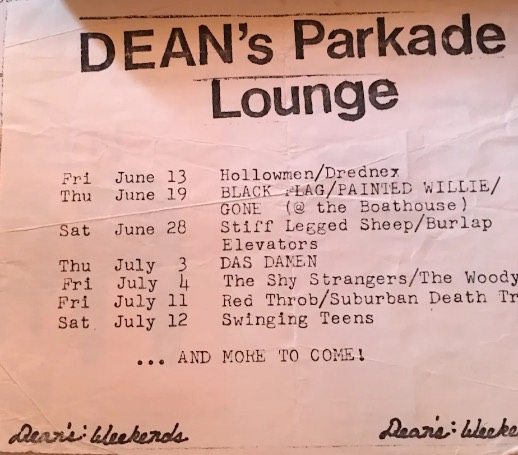 DEAN's Parkade
Lounge
Fri June 13 Hollowmen/Drednex
Thu June 19 BLACK FLAG/PAINTED WILLIE/
GONE (@ the Boathouse)
Sat June 28 Stiff Legged Sheep/Burlap
Elevators
Thu July 3 DAS DAMEN
Fri July 4 The Shy Strangers/The Woody
Fri July 11 Red Throb/Suburban Death Tr
Sat July 12 Swinging Teens
... AND MORE TO COME!
Dean's: Weekends Dean's: Weeke